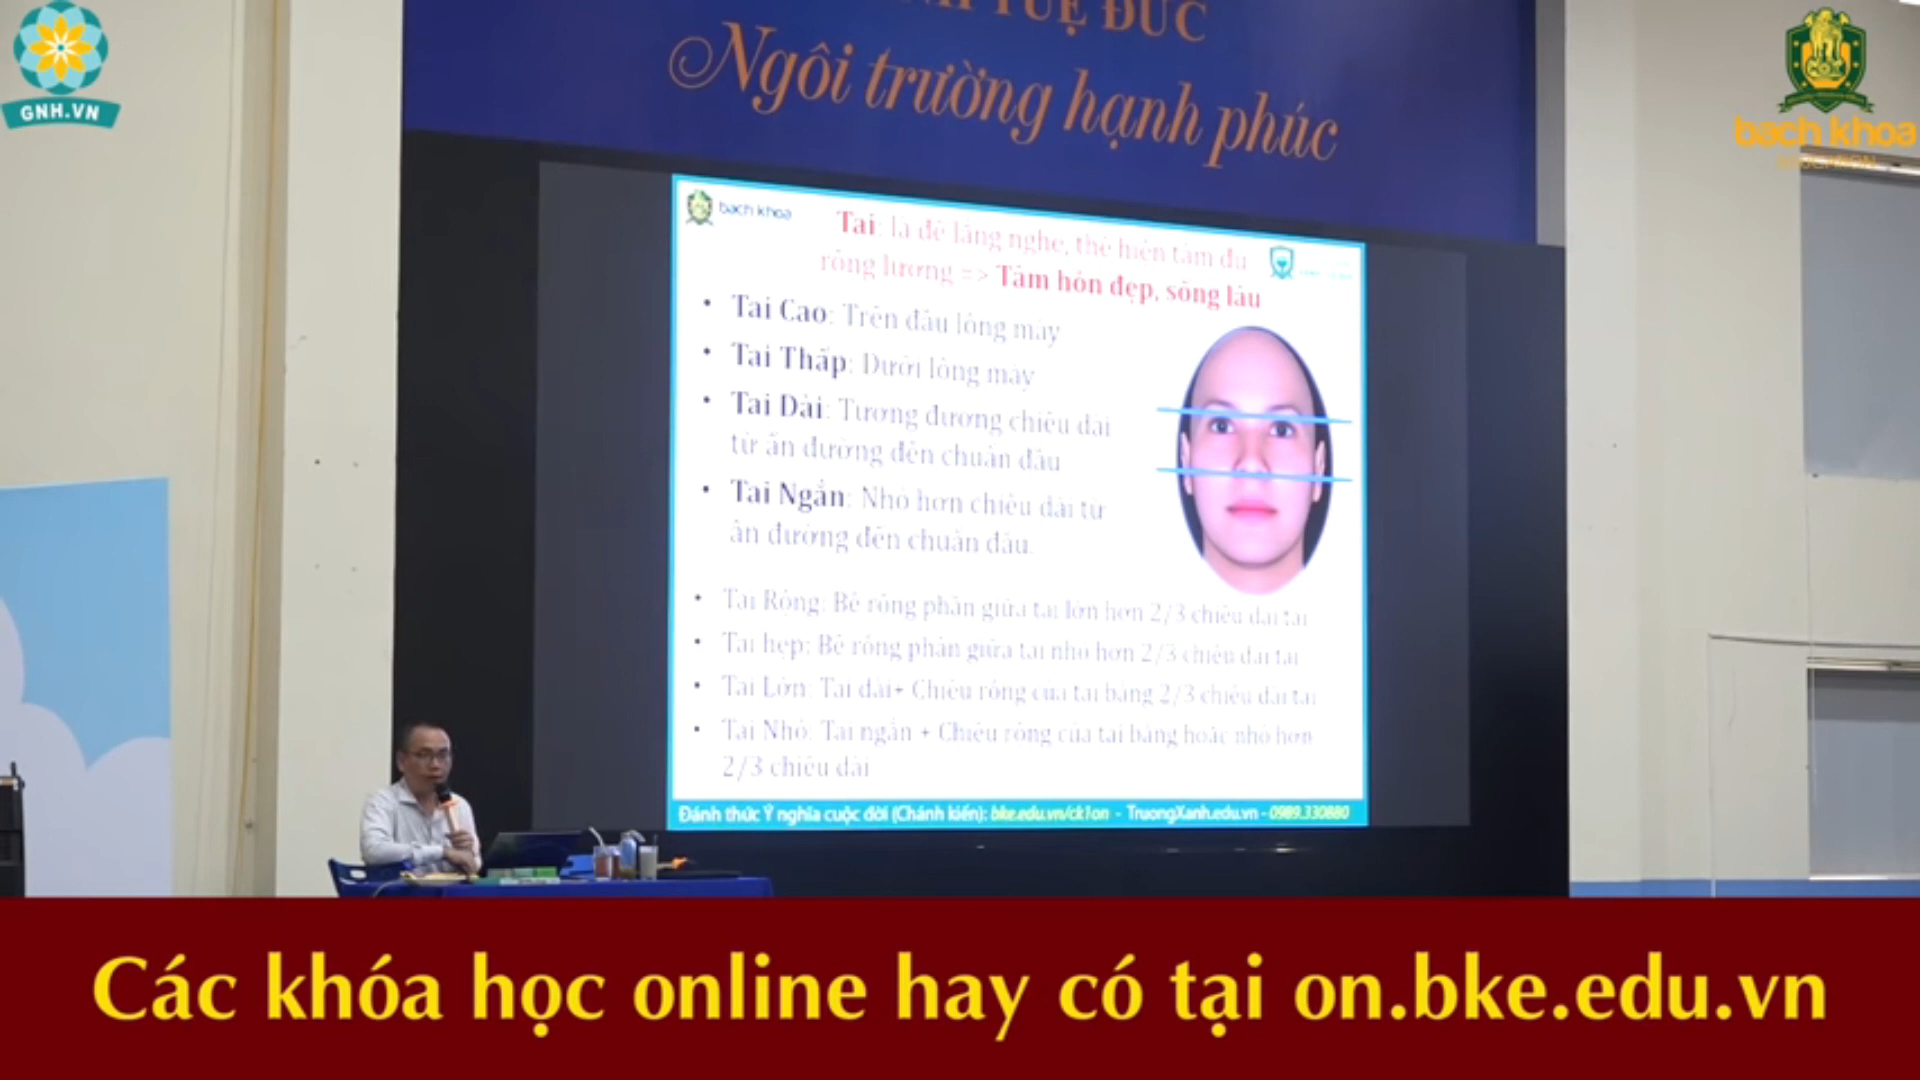 TUỆ ĐỨC
Ngôi trường hạnh phúc
GNH.VN
bach khoa
bach khoa
Tai: là để lắng nghe, thể hiện tâm đủ
rộng lượng => Tâm hồn đẹp, sống lâu
• Tai Cao: Trên đầu lông mày
• Tai Thấp: Dưới lông mày
• Tai Dài: Tương đương chiều dài
từ ấn đường đến chuẩn đầu
• Tai Ngắn: Nhỏ hơn chiều dài từ
ấn đường đến chuẩn đầu.
• Tai Rộng: Bề rộng phần giữa tai lớn hơn 2/3 chiều dài tai
• Tai hẹp: Bề rộng phần giữa tai nhỏ hơn 2/3 chiều dài tai
• Tai Lớn: Tai dài+ Chiều rộng của tai bằng 2/3 chiều dài tai
• Tai Nhỏ: Tai ngắn + Chiều rộng của tai bằng hoặc nhỏ hơn
2/3 chiều dài
Đánh thức Ý nghĩa cuộc đời (Chánh kiến): bke.edu.vn/ck1on - TruongXanh.edu.vn - 0989.330880
Các khóa học online hay có tại on.bke.edu.vn